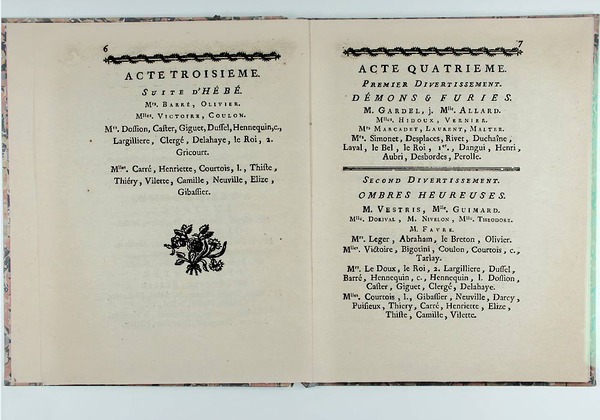 6
ACTE TROISIEME.
SUITE D'HÉBÉ.
Mrs. BARRÉ, OLIVIER.
Mlles. VICTOIRE, COULON.
Mrs. Dossion, Caster, Giguet, Dussel, Hennequin, c.,
Largilliere, Clergé, Delahaye, le Roi, 2.
Gricourt.
Mlles. Carré, Henriette, Courtois, l., Thiste,
Thiéry, Vilette, Camille, Neuville, Elize,
Gibassier.
7
ACTE QUATRIEME.
PREMIER DIVERTISSEMENT.
DÉMONS & FURIES.
M. GARDEL, j. Mlle. ALLARD.
Mlles. HIDOUX, VERNIER.
Mrs MARCADET, LAURENT, MALTER.
Mrs. Simonet, Desplaces, Rivet, Duchaîne,
Laval, le Bel, le Roi, 1er., Dangui, Henri,
Aubri, Desbordes, Perolle.
SECOND DIVERTISSEMENT.
OMBRES HEUREUSES.
M. VESTRIS, Mlle. GUIMARD.
Mlle. DORIVAL, M. NIVELON, Mlle. THEODORE.
M. FAVRE.
Mrs. Leger, Abraham, le Breton, Olivier.
Mlles. Victoire, Bigotini, Coulon, Courtois, c.,
Tarlay.
Mrs. Le Doux, le Roi, 2. Largilliere, Dussel,
Barré, Hennequin, c., Hennequin, l. Dossion,
Caster, Giguet, Clergé, Delahaye.
Mlles. Courtois, l., Gibassier, Neuville, Darcy,
Puisieux, Thiery, Carré, Henriette, Elize,
Thiste, Camille, Vilette.